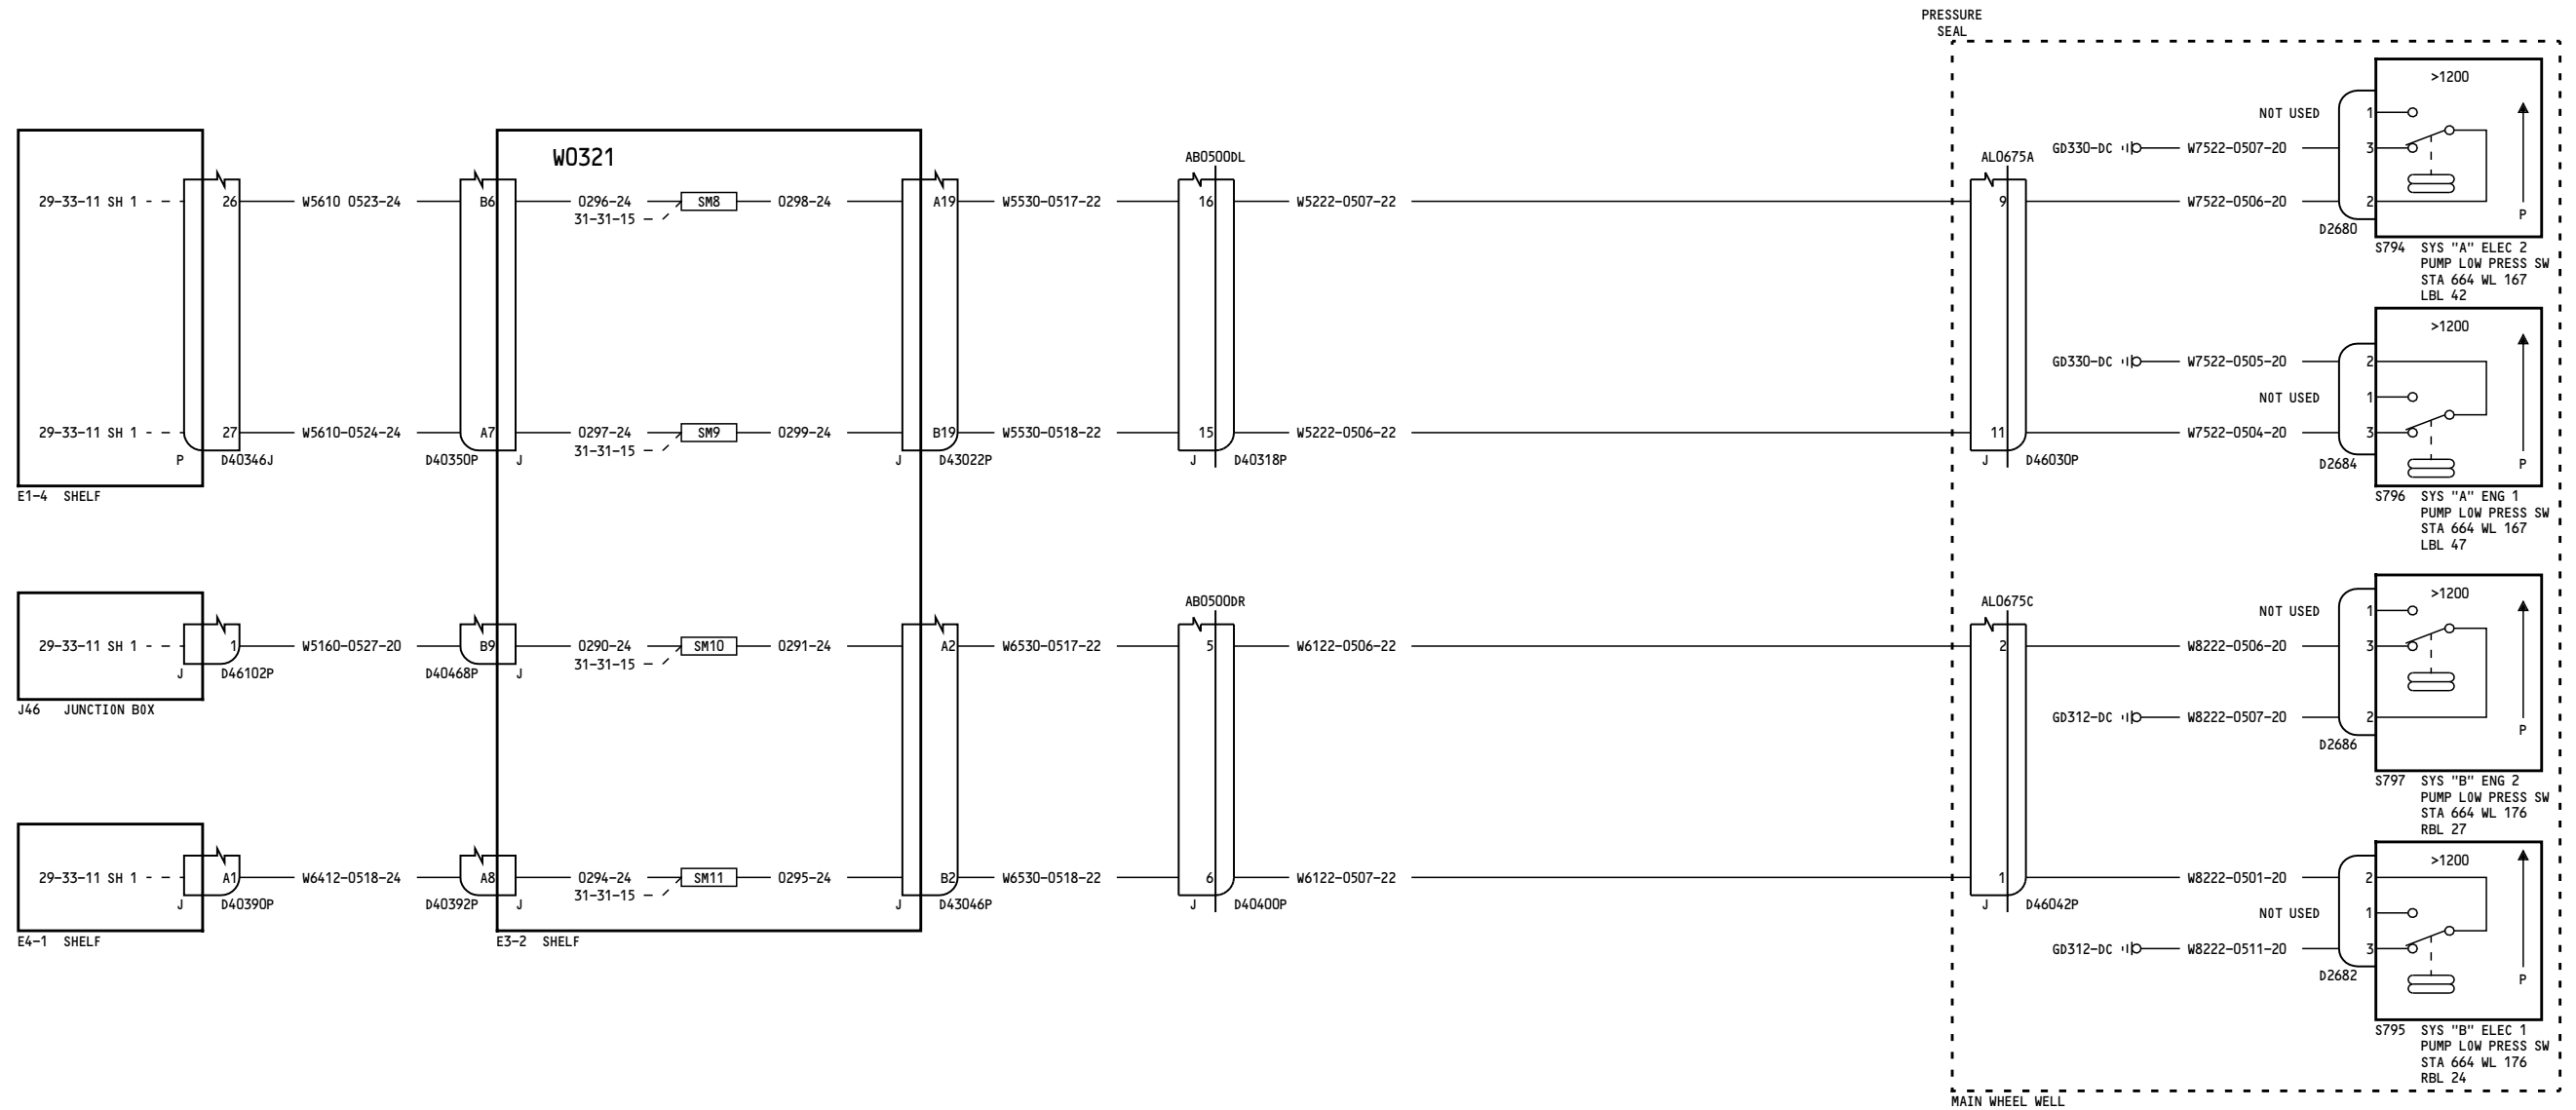 PRESSURE
SEAL
>1200
NOT USED
1
GD330-DC
W7522-0507-20
3
W0321
AB0500DL
AL0675A
29-33-11 SH 1
26
W5610 0523-24
B6
0296-24
SM8
0298-24
A19
W5530-0517-22
16
W5222-0507-22
9
W7522-0506-20
2
P
31-31-15
D2680
S794 SYS "A" ELEC 2
PUMP LOW PRESS SW
STA 664 WL 167
LBL 42
>1200
GD330-DC
W7522-0505-20
2
NOT USED
1
29-33-11 SH 1
27
W5610-0524-24
A7
0297-24
SM9
0299-24
B19
W5530-0518-22
15
W5222-0506-22
11
W7522-0504-20
3
31-31-15
P
D40346J
D40350P
J
J
D43022P
J
D40318P
J
D46030P
D2684
P
E1-4 SHELF
S796 SYS "A" ENG 1
PUMP LOW PRESS SW
STA 664 WL 167
LBL 47
>1200
AB0500DR
AL0675C
NOT USED
1
29-33-11 SH 1
1
W5160-0527-20
B9
0290-24
SM10
0291-24
A2
W6530-0517-22
5
W6122-0506-22
2
W8222-0506-20
3
31-31-15
J
D46102P
D40468P
J
J46 JUNCTION BOX
GD312-DC
W8222-0507-20
2
P
D2686
S797 SYS "B" ENG 2
PUMP LOW PRESS SW
STA 664 WL 176
RBL 27
>1200
29-33-11 SH 1
A1
W6412-0518-24
A8
0294-24
SM11
0295-24
B2
W6530-0518-22
6
W6122-0507-22
1
W8222-0501-20
2
31-31-15
J
D40390P
D40392P
J
J
D43046P
J
D40400P
J
D46042P
NOT USED
1
E4-1 SHELF
E3-2 SHELF
GD312-DC
W8222-0511-20
3
D2682
P
S795 SYS "B" ELEC 1
PUMP LOW PRESS SW
STA 664 WL 176
RBL 24
MAIN WHEEL WELL